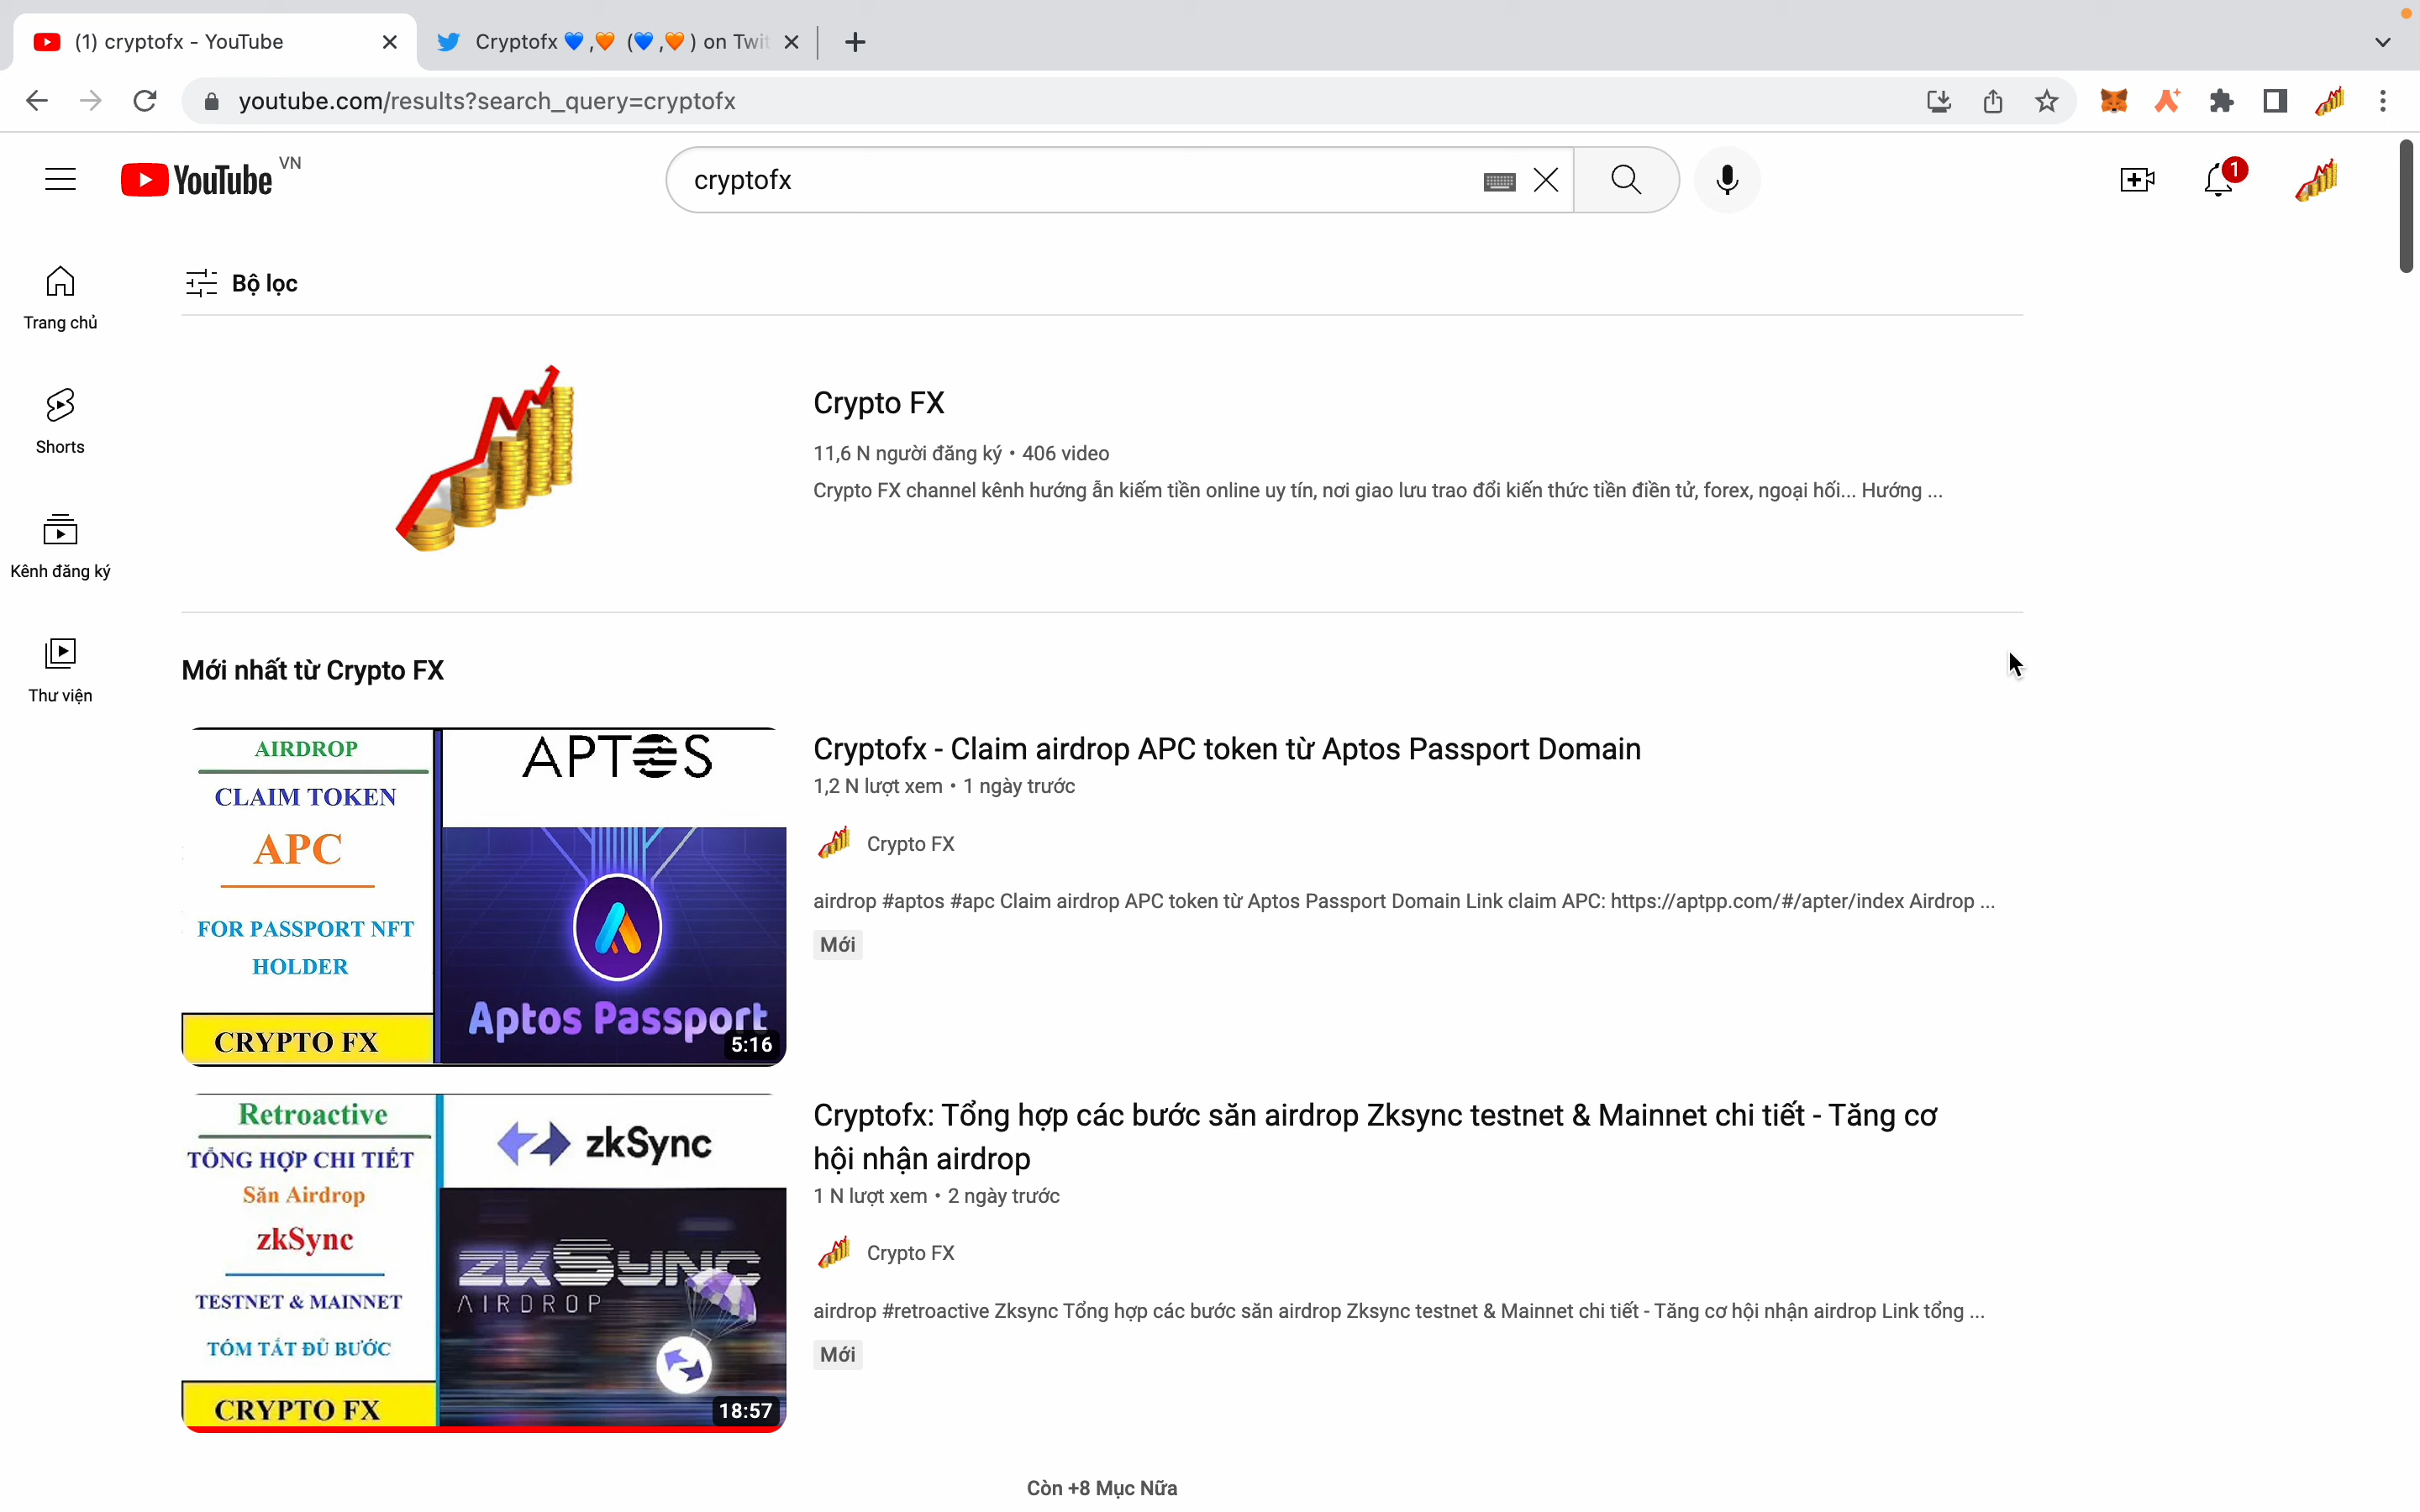 (1) cryptofx - YouTube
Cryptofx 💙,🧡 (💙,🧡) on Twit
youtube.com/results?search_query=cryptofx
YouTube VN
cryptofx
1
Trang chủ
Shorts
Kênh đăng ký
Thư viện
Bộ lọc
Crypto FX
11,6 N người đăng ký • 406 video
Crypto FX channel kênh hướng ẫn kiếm tiền online uy tín, nơi giao lưu trao đổi kiến thức tiền điền tử, forex, ngoại hối... Hướng ...
Mới nhất từ Crypto FX
AIRDROP
CLAIM TOKEN
APC
FOR PASSPORT NFT
HOLDER
CRYPTO FX
APTOS
Aptos Passport
5:16
Cryptofx - Claim airdrop APC token từ Aptos Passport Domain
1,2 N lượt xem • 1 ngày trước
Crypto FX
airdrop #aptos #apc Claim airdrop APC token từ Aptos Passport Domain Link claim APC: https://aptpp.com/#/apter/index Airdrop ...
Mới
Retroactive
TỔNG HỢP CHI TIẾT
Săn Airdrop
zkSync
TESTNET & MAINNET
TÓM TẮT ĐỦ BƯỚC
CRYPTO FX
zkSync
ZKSYNC
AIRDROP
18:57
Cryptofx: Tổng hợp các bước săn airdrop Zksync testnet & Mainnet chi tiết - Tăng cơ
hội nhận airdrop
1 N lượt xem • 2 ngày trước
Crypto FX
airdrop #retroactive Zksync Tổng hợp các bước săn airdrop Zksync testnet & Mainnet chi tiết - Tăng cơ hội nhận airdrop Link tổng ...
Mới
Còn +8 Mục Nữa